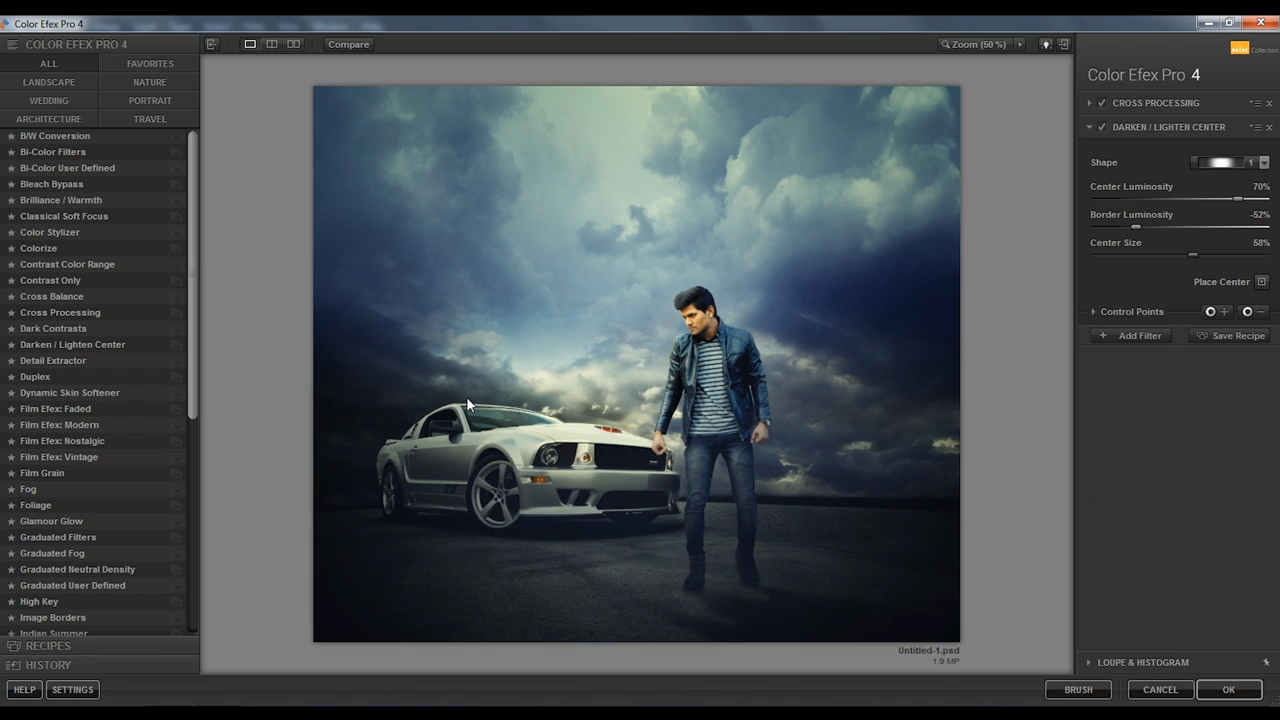 Color Efex Pro 4
COLOR EFEX PRO 4
Compare
Zoom (50 %)
Collection
ALL
FAVORITES
LANDSCAPE
NATURE
WEDDING
PORTRAIT
ARCHITECTURE
TRAVEL
B/W Conversion
Bi-Color Filters
Bi-Color User Defined
Bleach Bypass
Brilliance / Warmth
Classical Soft Focus
Color Stylizer
Colorize
Contrast Color Range
Contrast Only
Cross Balance
Cross Processing
Dark Contrasts
Darken / Lighten Center
Detail Extractor
Duplex
Dynamic Skin Softener
Film Efex: Faded
Film Efex: Modern
Film Efex: Nostalgic
Film Efex: Vintage
Film Grain
Fog
Foliage
Glamour Glow
Graduated Filters
Graduated Fog
Graduated Neutral Density
Graduated User Defined
High Key
Image Borders
Indian Summer
RECIPES
HISTORY
HELP
SETTINGS
Untitled-1.psd
1.9 MP
Color Efex Pro 4
CROSS PROCESSING
DARKEN / LIGHTEN CENTER
Shape
1
Center Luminosity 70%
Border Luminosity -52%
Center Size 58%
Place Center
Control Points
Add Filter
Save Recipe
LOUPE & HISTOGRAM
BRUSH
CANCEL
OK